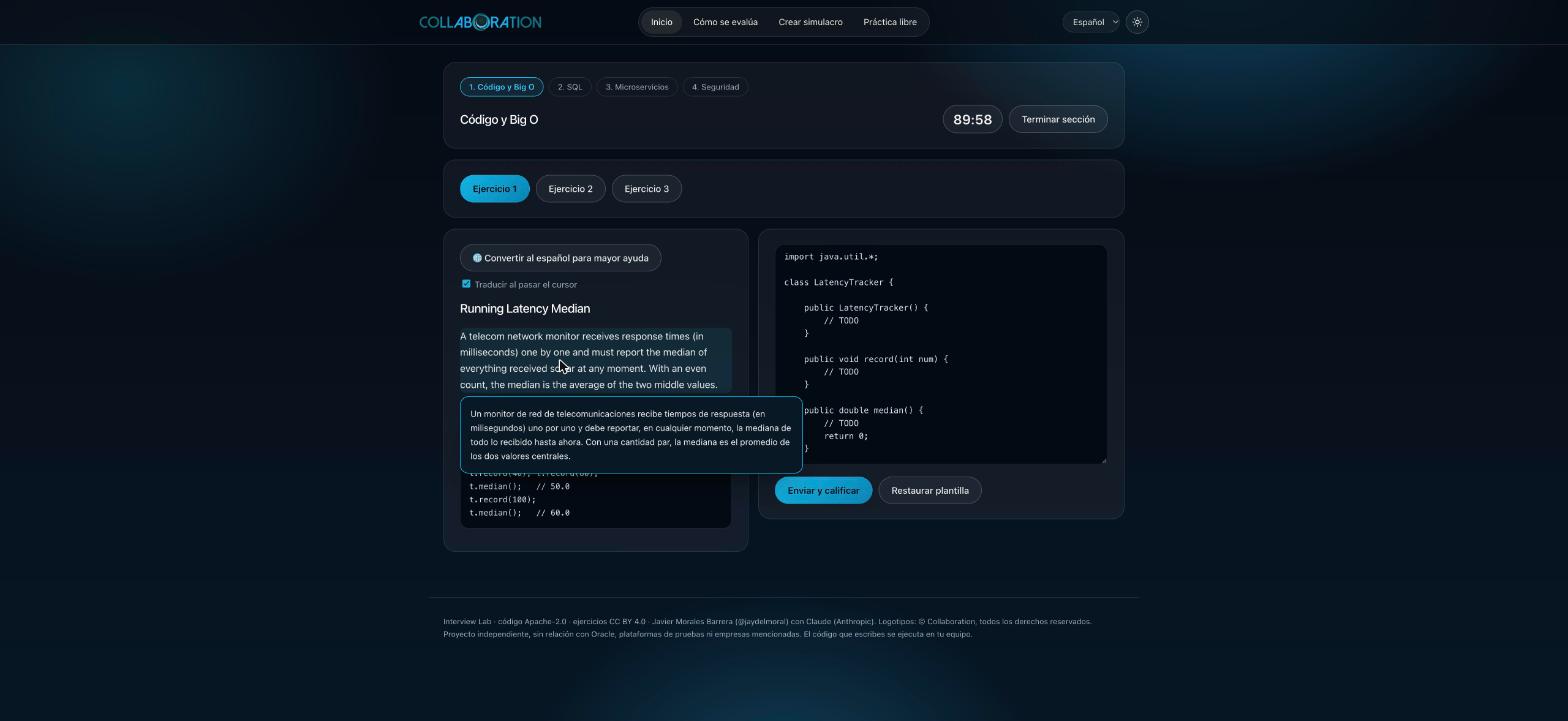 COLLABORATION
Inicio
Cómo se evalúa
Crear simulacro
Práctica libre
Español
1. Código y Big O
2. SQL
3. Microservicios
4. Seguridad
Código y Big O
89:58
Terminar sección
Ejercicio 1
Ejercicio 2
Ejercicio 3
Convertir al español para mayor ayuda
Traducir al pasar el cursor
Running Latency Median
A telecom network monitor receives response times (in
milliseconds) one by one and must report the median of
everything received so far at any moment. With an even
count, the median is the average of the two middle values.
Un monitor de red de telecomunicaciones recibe tiempos de respuesta (en
milisegundos) uno por uno y debe reportar, en cualquier momento, la mediana de
todo lo recibido hasta ahora. Con una cantidad par, la mediana es el promedio de
los dos valores centrales.
t.median();   // 50.0
t.record(100);
t.median();   // 60.0
import java.util.*;
class LatencyTracker {
public LatencyTracker() {
// TODO
}
public void record(int num) {
// TODO
}
public double median() {
// TODO
return 0;
}
Enviar y calificar
Restaurar plantilla
Interview Lab · código Apache-2.0 · ejercicios CC BY 4.0 · Javier Morales Barrera (@jaydelmoral) con Claude (Anthropic). Logotipos: © Collaboration, todos los derechos reservados.
Proyecto independiente, sin relación con Oracle, plataformas de pruebas ni empresas mencionadas. El código que escribes se ejecuta en tu equipo.